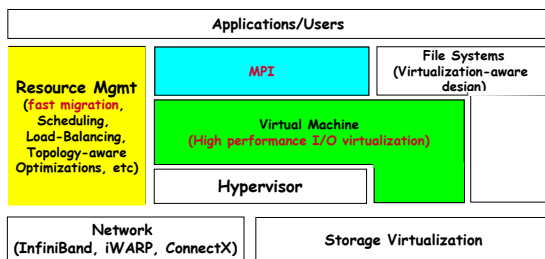 Applications/Users
Resource Mgmt
(fast migration,
Scheduling,
Load-Balancing,
Topology-aware
Optimizations, etc)
MPI
File Systems
(Virtualization-aware
design)
Virtual Machine
(High performance I/O virtualization)
Hypervisor
Network
(InfiniBand, iWARP, ConnectX)
Storage Virtualization